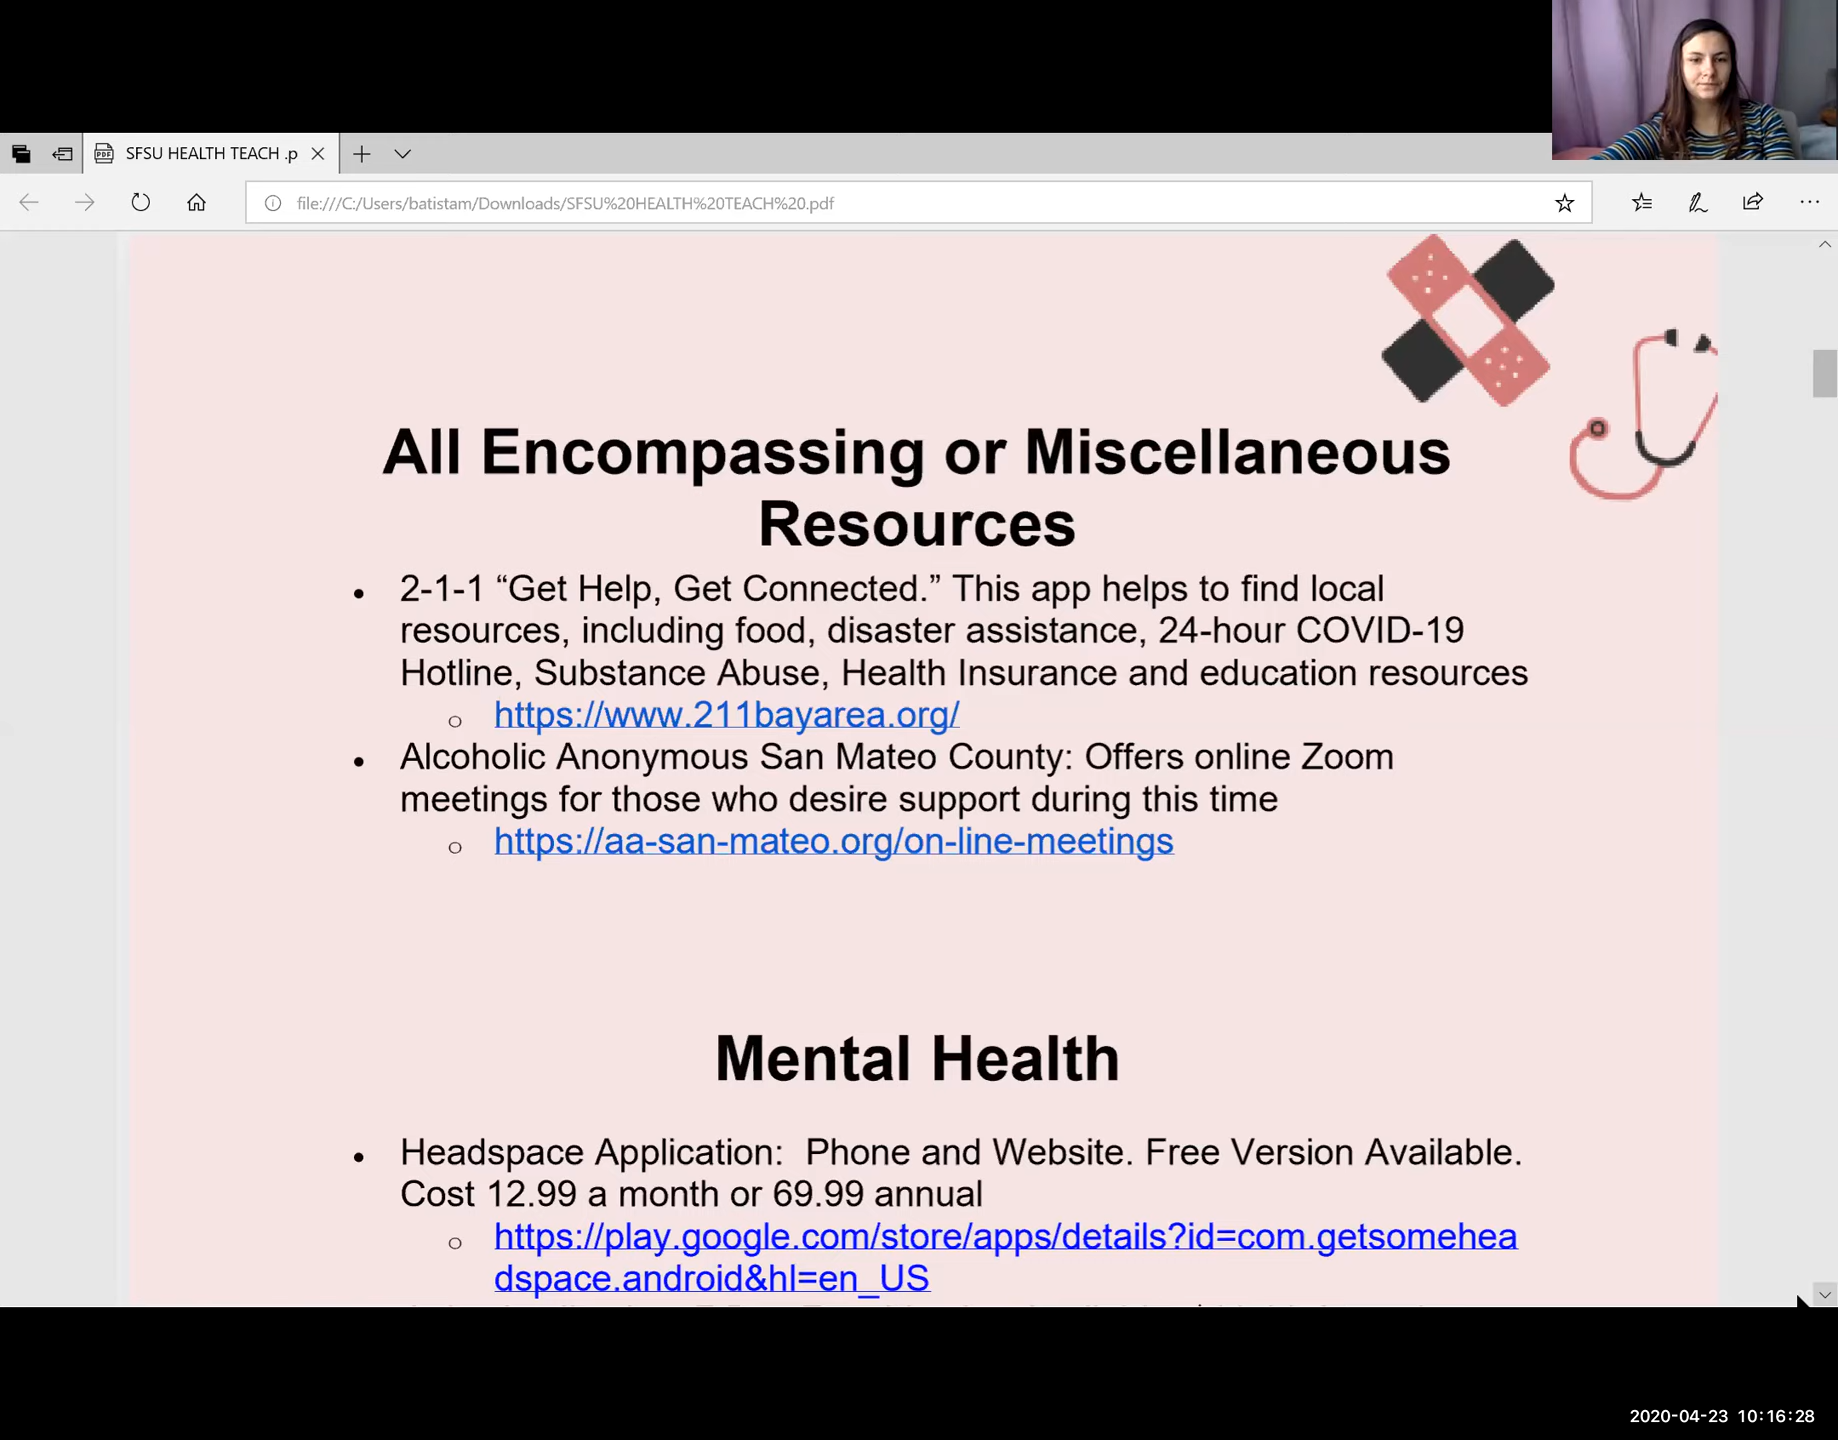 SFSU HEALTH TEACH .p
file:///C:/Users/batistam/Downloads/SFSU%20HEALTH%20TEACH%20.pdf
All Encompassing or Miscellaneous
Resources
• 2-1-1 “Get Help, Get Connected.” This app helps to find local
resources, including food, disaster assistance, 24-hour COVID-19
Hotline, Substance Abuse, Health Insurance and education resources
o https://www.211bayarea.org/
• Alcoholic Anonymous San Mateo County: Offers online Zoom
meetings for those who desire support during this time
o https://aa-san-mateo.org/on-line-meetings
Mental Health
• Headspace Application:  Phone and Website. Free Version Available.
Cost 12.99 a month or 69.99 annual
o https://play.google.com/store/apps/details?id=com.getsomehea
dspace.android&hl=en_US
2020-04-23 10:16:28